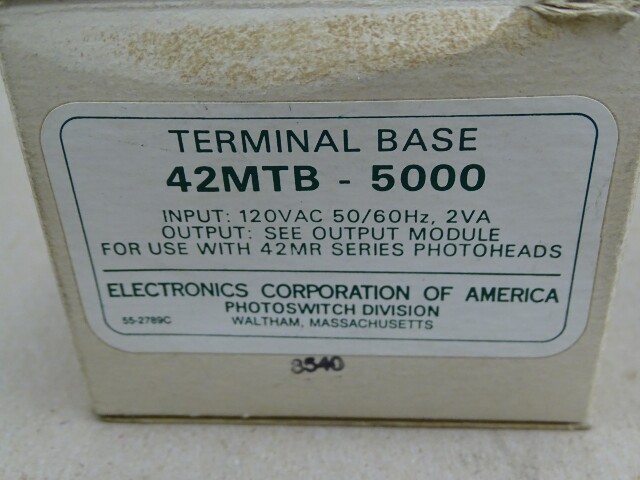 TERMINAL BASE
42MTB - 5000
INPUT: 120VAC 50/60Hz, 2VA
OUTPUT: SEE OUTPUT MODULE
FOR USE WITH 42MR SERIES PHOTOHEADS
ELECTRONICS CORPORATION OF AMERICA
PHOTOSWITCH DIVISION
55-2789C
WALTHAM, MASSACHUSETTS
8540